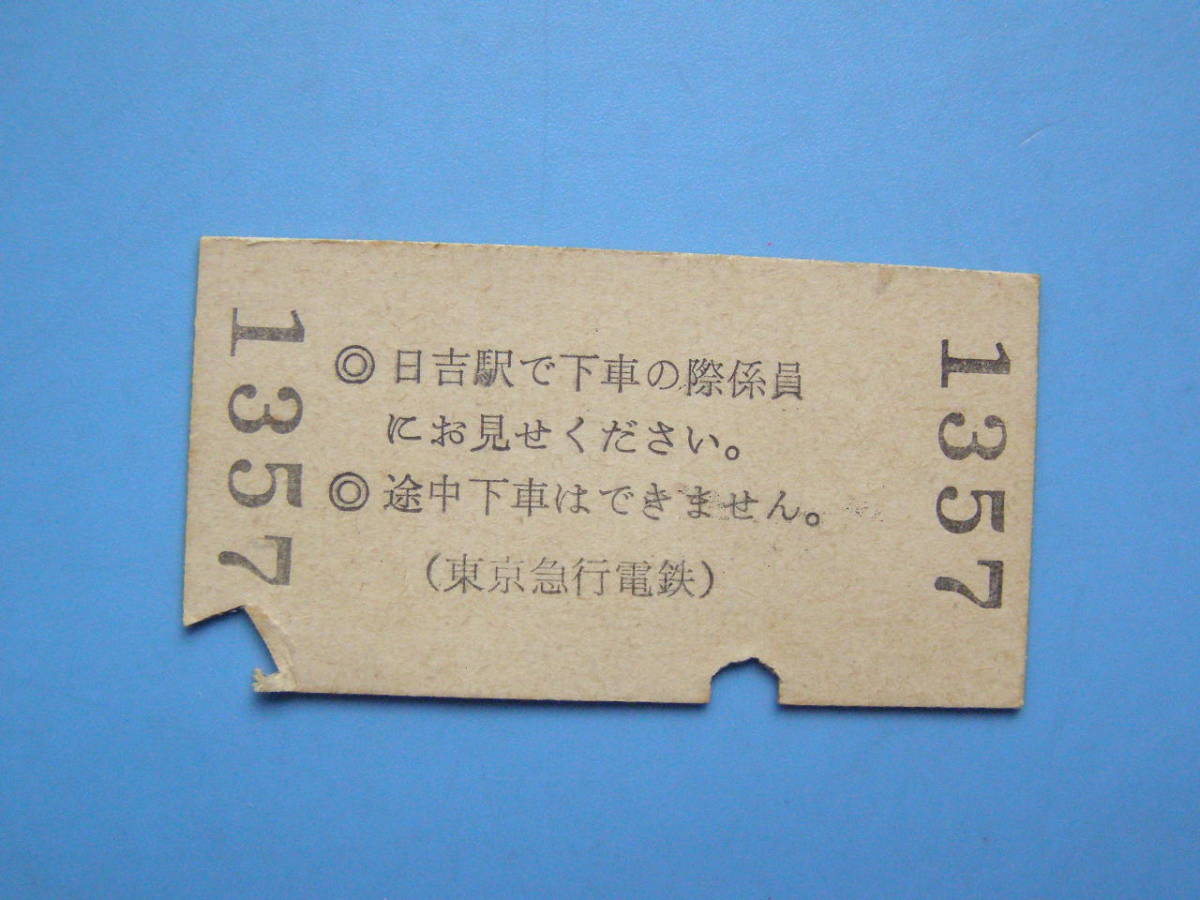 1357
◎ 日吉駅で下車の際係員
にお見せください。
◎ 途中下車はできません。
（東京急行電鉄）
1357